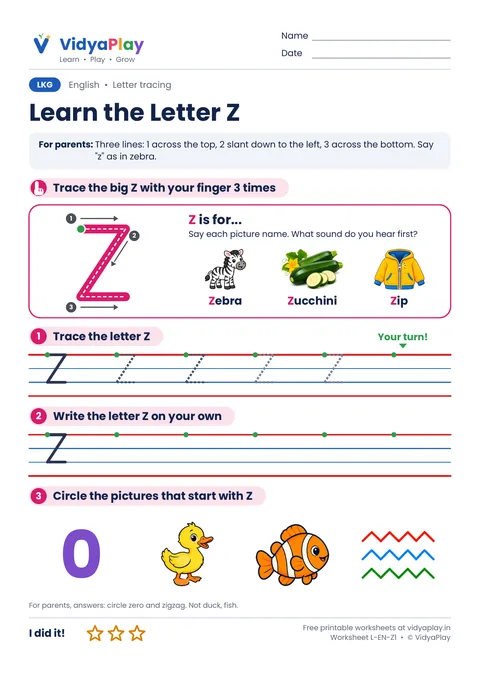 VidyaPlay
Learn • Play • Grow
Name
Date
LKG English • Letter tracing
Learn the Letter Z
For parents: Three lines: 1 across the top, 2 slant down to the left, 3 across the bottom. Say
"z" as in zebra.
Trace the big Z with your finger 3 times
1
2
3
Z is for...
Say each picture name. What sound do you hear first?
Zebra Zucchini Zip
1 Trace the letter Z
Your turn!
Z Z Z Z Z
2 Write the letter Z on your own
Z
3 Circle the pictures that start with Z
0
For parents, answers: circle zero and zigzag. Not duck, fish.
I did it!
Free printable worksheets at vidyaplay.in
Worksheet L-EN-Z1 • © VidyaPlay